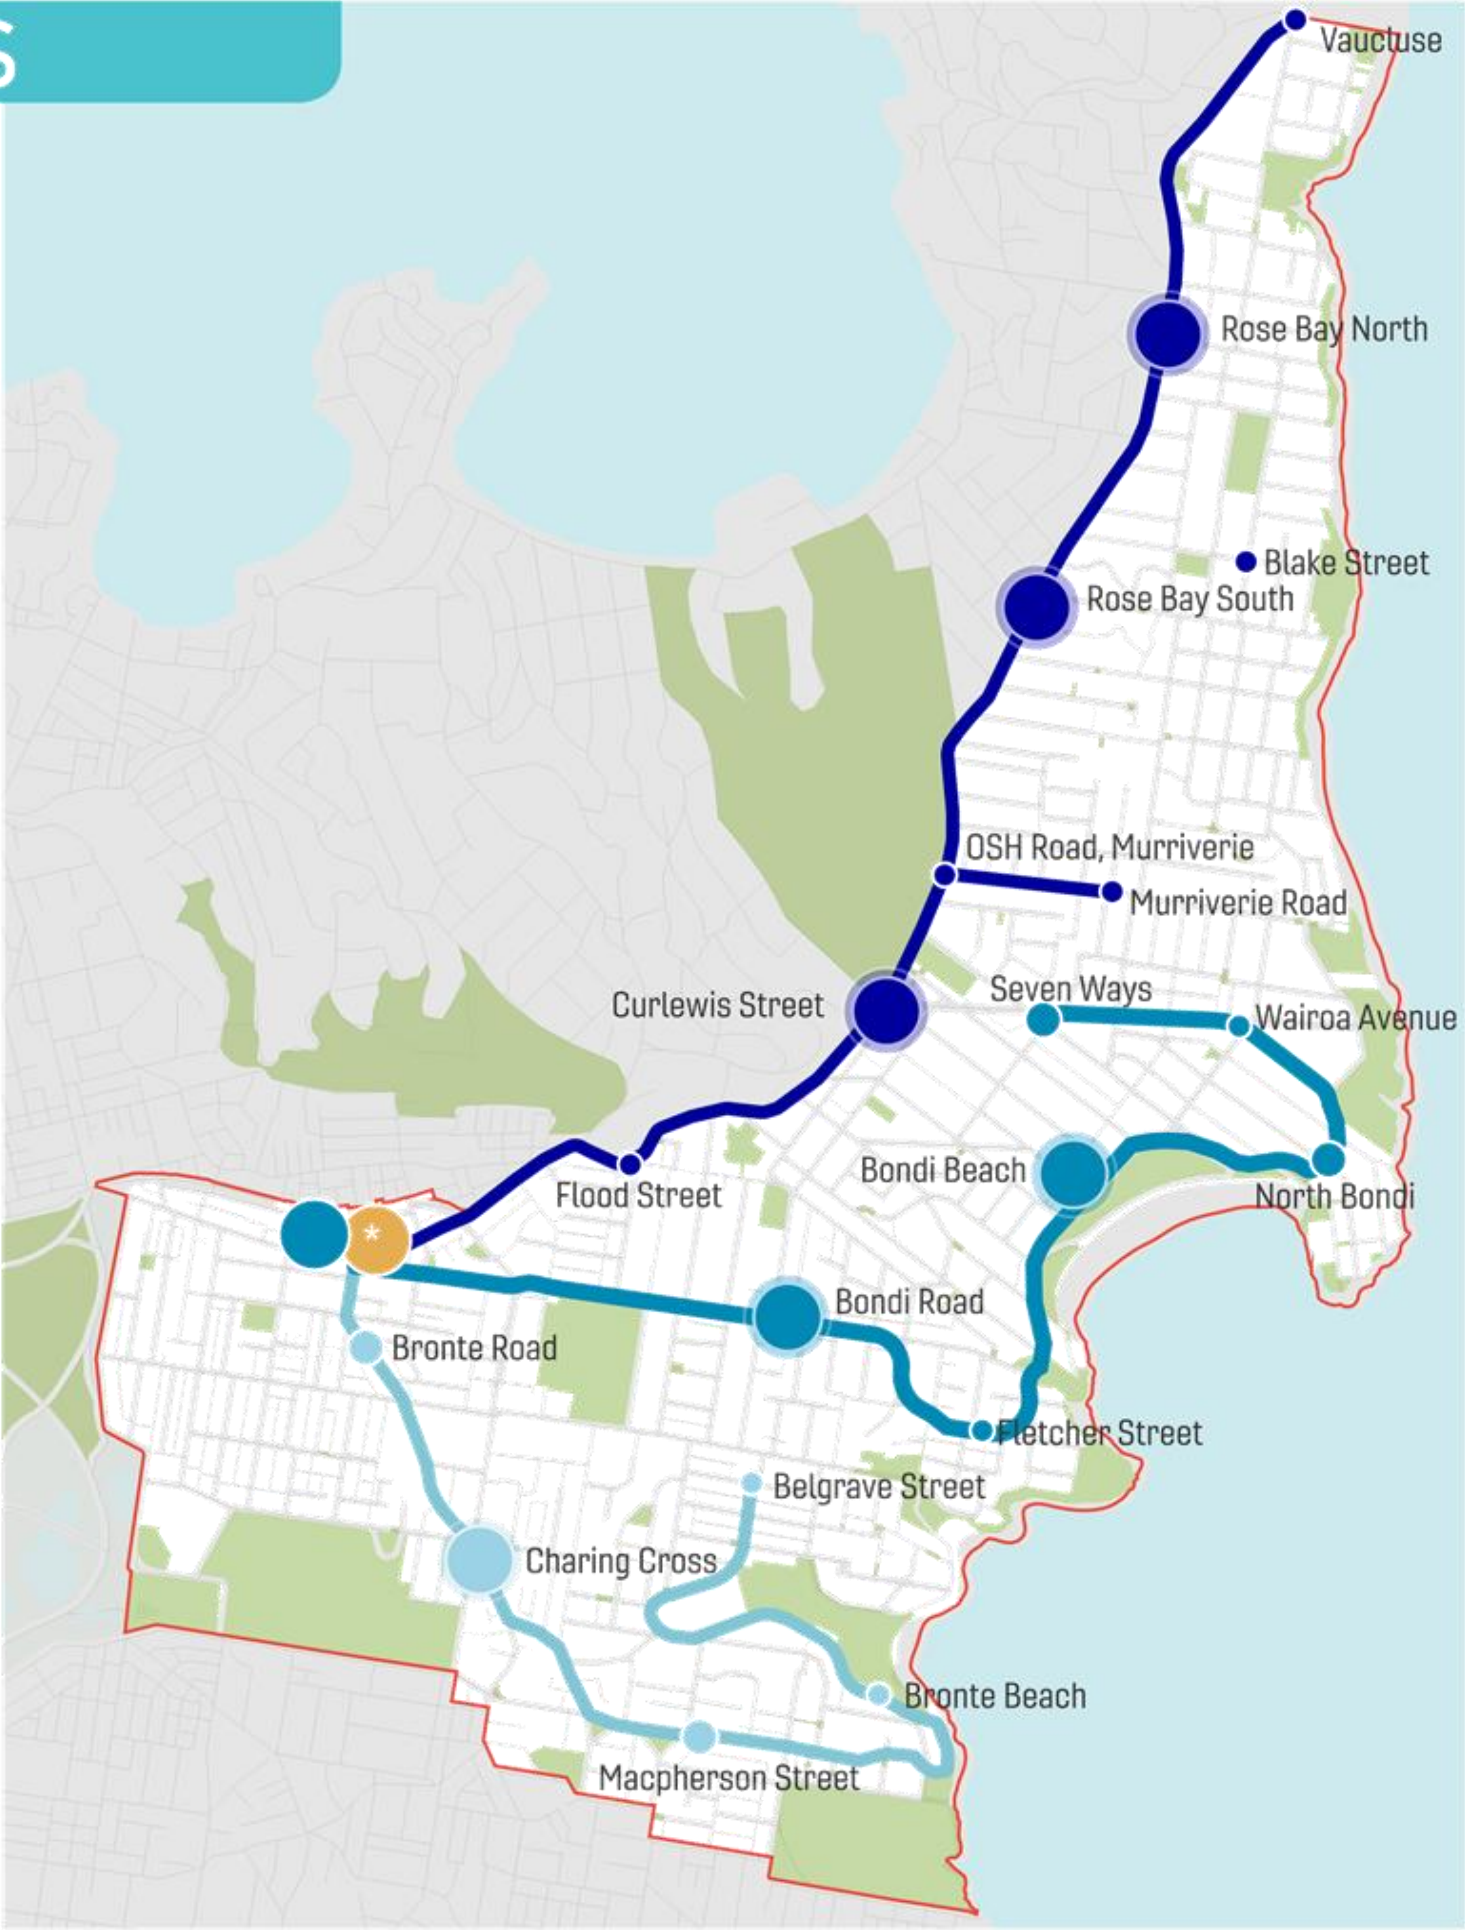 S
Vaucluse
Rose Bay North
Blake Street
Rose Bay South
OSH Road, Murriverie
Murriverie Road
Seven Ways
Curlewis Street
Wairoa Avenue
Bondi Beach
Flood Street
North Bondi
*
Bondi Road
Bronte Road
Fletcher Street
Belgrave Street
Charing Cross
Bronte Beach
Macpherson Street